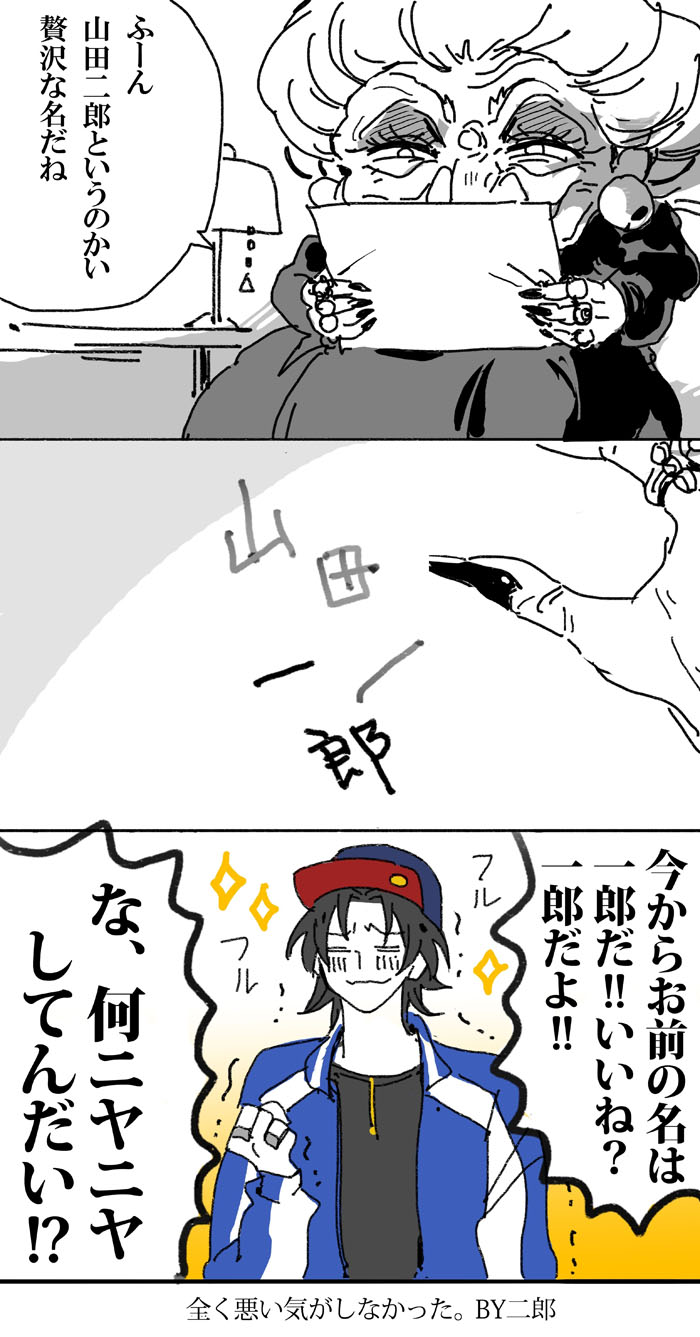 ふーん
山田二郎というのかい
贅沢な名だね
山田一ノ郎
今からお前の名は
一郎だ!!いいね?
一郎だよ!!
フル
フル
な、何ニヤニヤ
してんだい!?
全く悪い気がしなかった。BY二郎